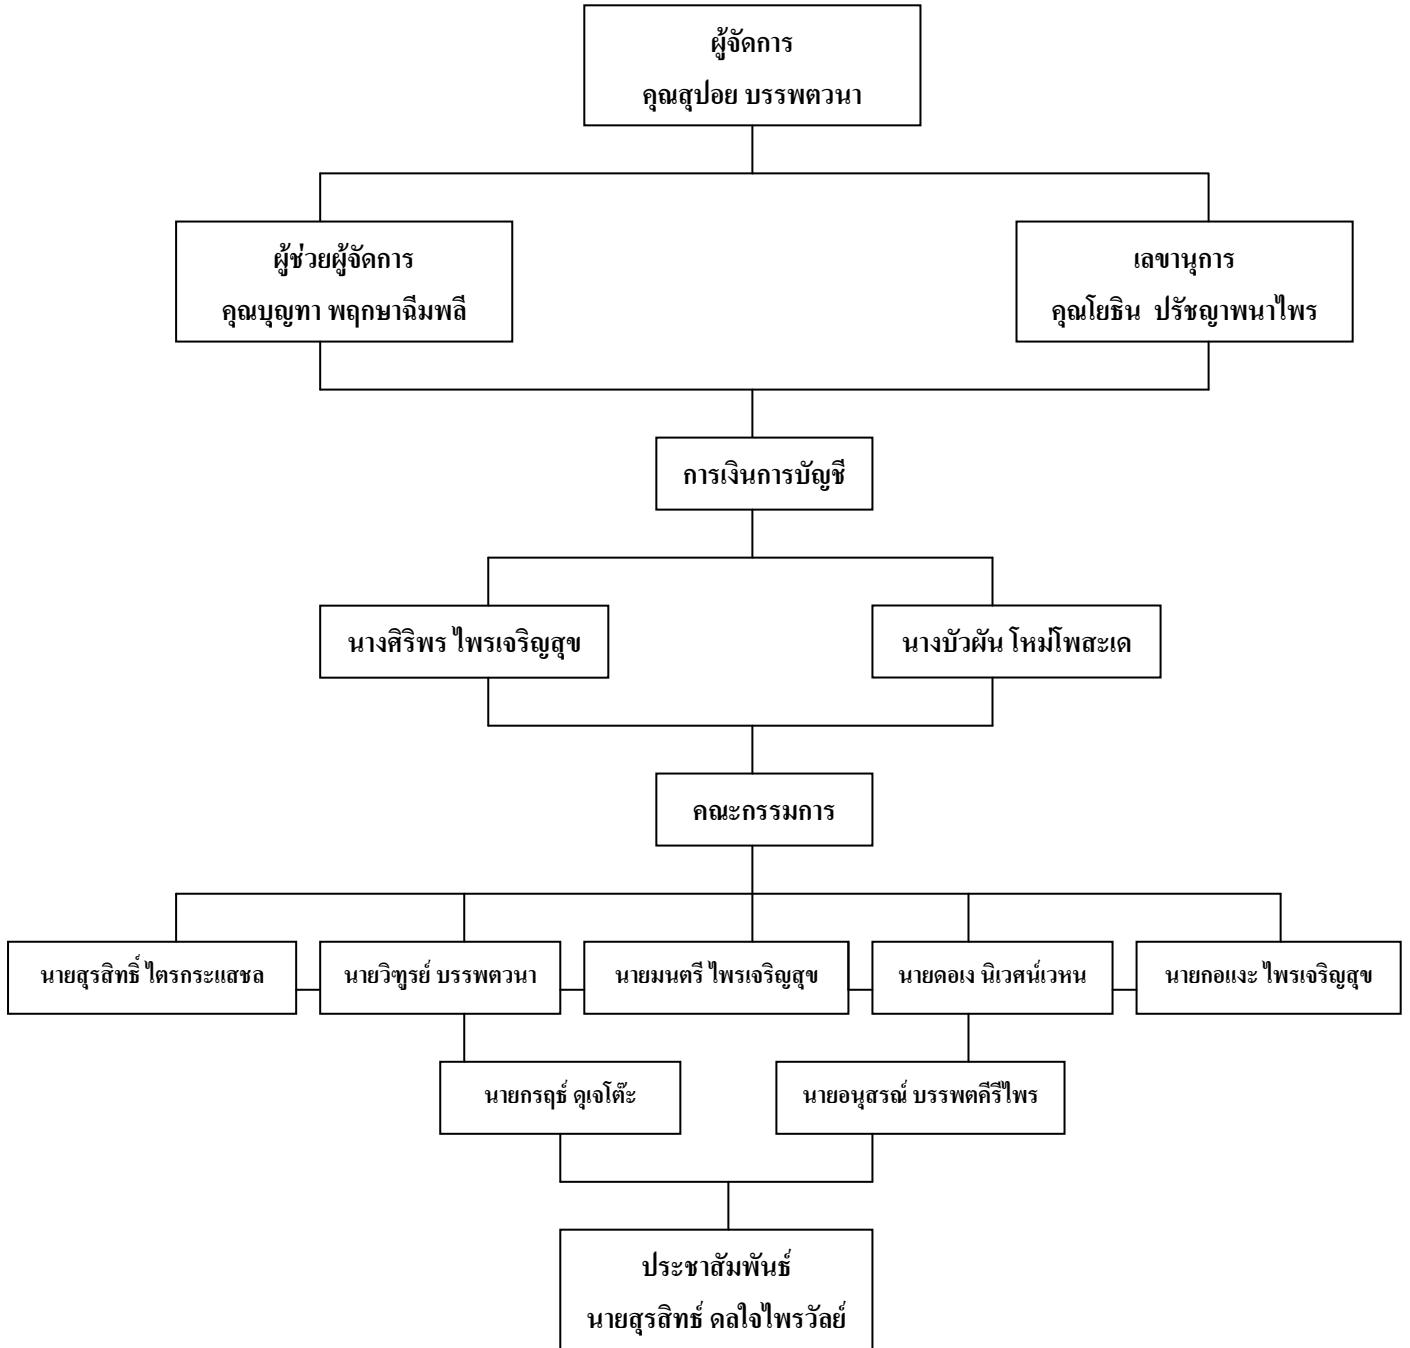 ผู้จัดการ
คุณสุปอย บรรพตวนา
ผู้ช่วยผู้จัดการ
คุณบุญทา พฤกษาฉิมพลี
เลขานุการ
คุณโยธิน ปรัชญาพนาไพร
การเงินการบัญชี
นางศิริพร ไพรเจริญสุข
นางบัวผัน โหม่โพสะเด
คณะกรรมการ
นายสุรสิทธิ์ ไตรกระแสชล
นายวิฑูรย์ บรรพตวนา
นายมนตรี ไพรเจริญสุข
นายดอเง นิเวศน์เวหน
นายกอแงะ ไพรเจริญสุข
นายกรฤธ์ ดุเจโต๊ะ
นายอนุสรณ์ บรรพตคีรีไพร
ประชาสัมพันธ์
นายสุรสิทธ์ ดลใจไพรวัลย์